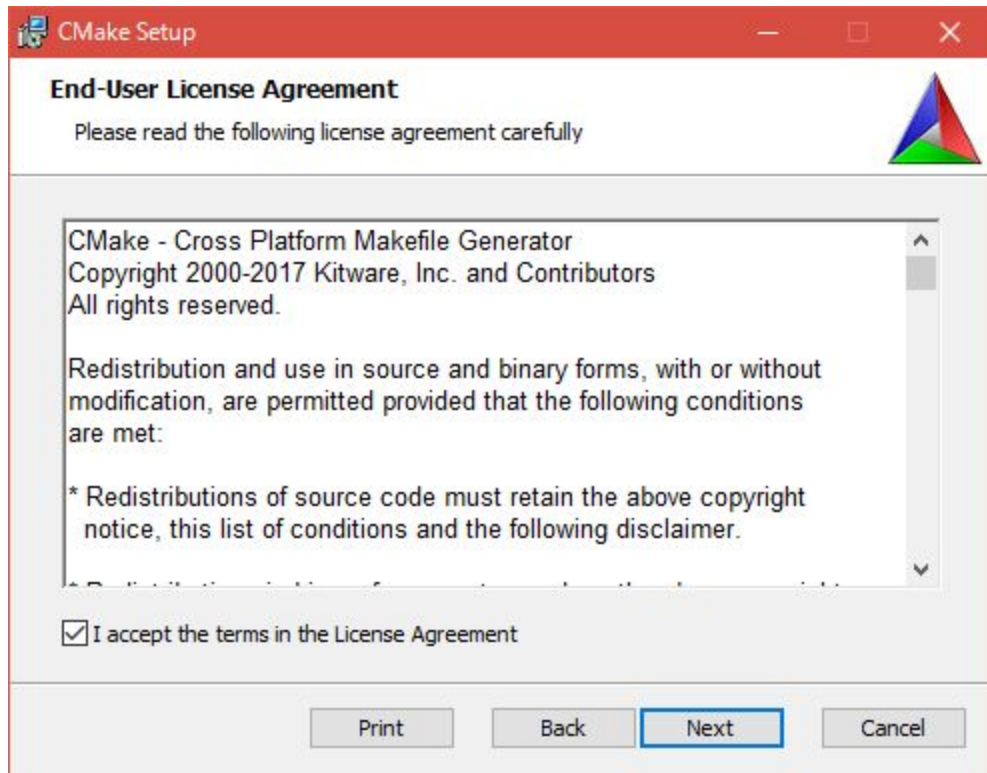 CMake Setup
End-User License Agreement
Please read the following license agreement carefully
CMake - Cross Platform Makefile Generator
Copyright 2000-2017 Kitware, Inc. and Contributors
All rights reserved.
Redistribution and use in source and binary forms, with or without
modification, are permitted provided that the following conditions
are met:
* Redistributions of source code must retain the above copyright
notice, this list of conditions and the following disclaimer.
I accept the terms in the License Agreement
Print Back Next Cancel